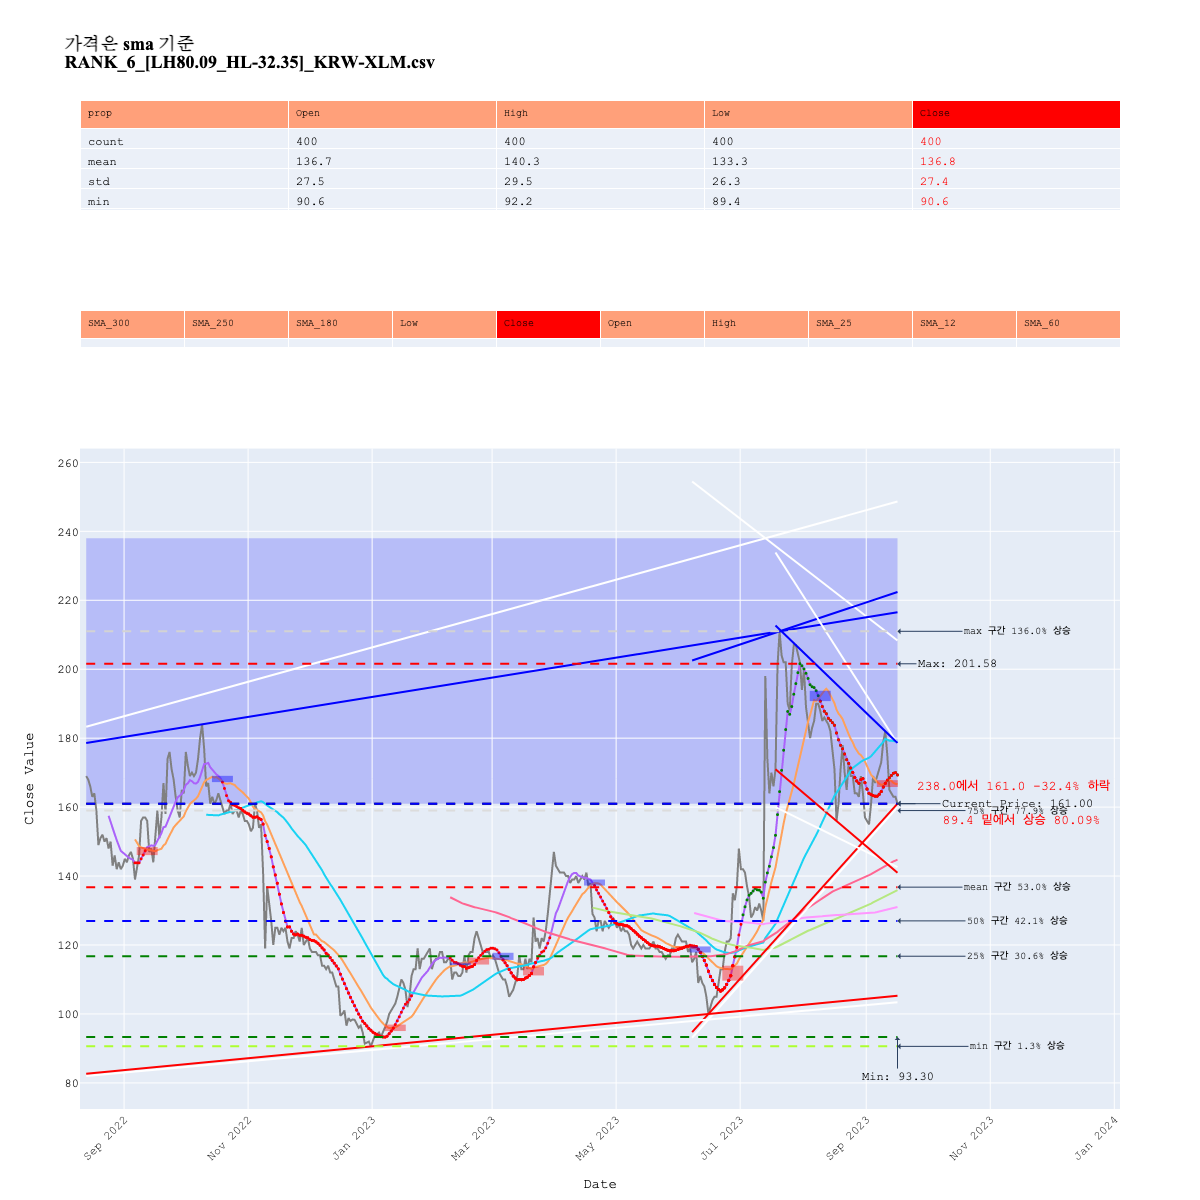 가격은 sma 기준
RANK_6_[LH80.09_HL-32.35]_KRW-XLM.csv
prop Open High Low Close
count 400 400 400 400
mean 136.7 140.3 133.3 136.8
std 27.5 29.5 26.3 27.4
min 90.6 92.2 89.4 90.6
SMA_300 SMA_250 SMA_180 Low Close Open High SMA_25 SMA_12 SMA_60
260
240
220
max 구간 136.0% 상승
Max: 201.58
200
180
238.0에서 161.0 -32.4% 하락
Current Price: 161.00
160
75% 구간 77.9% 상승
89.4 밑에서 상승 80.09%
140
mean 구간 53.0% 상승
50% 구간 42.1% 상승
120
25% 구간 30.6% 상승
100
min 구간 1.3% 상승
Min: 93.30
80
Close Value
Sep 2022 Nov 2022 Jan 2023 Mar 2023 May 2023 Jul 2023 Sep 2023 Nov 2023 Jan 2024
Date